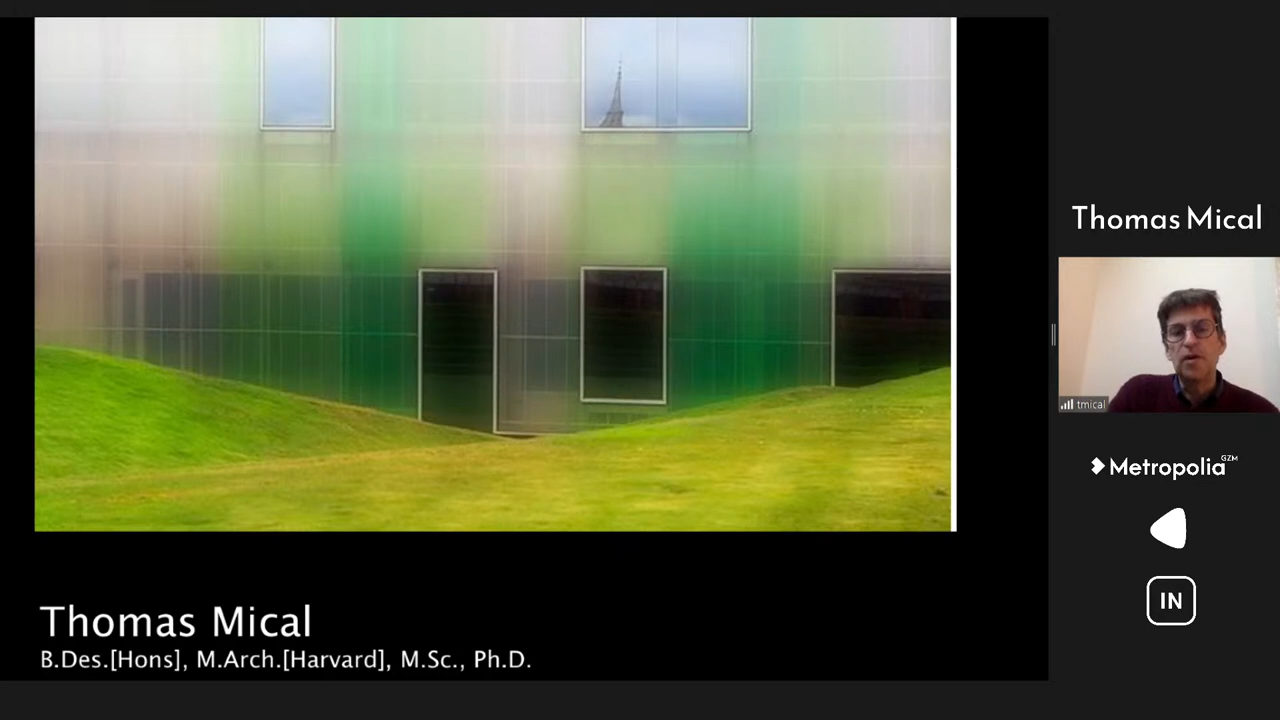 Thomas Mical
tmical
Metropolia GZM
IN
Thomas Mical
B.Des.[Hons], M.Arch.[Harvard], M.Sc., Ph.D.